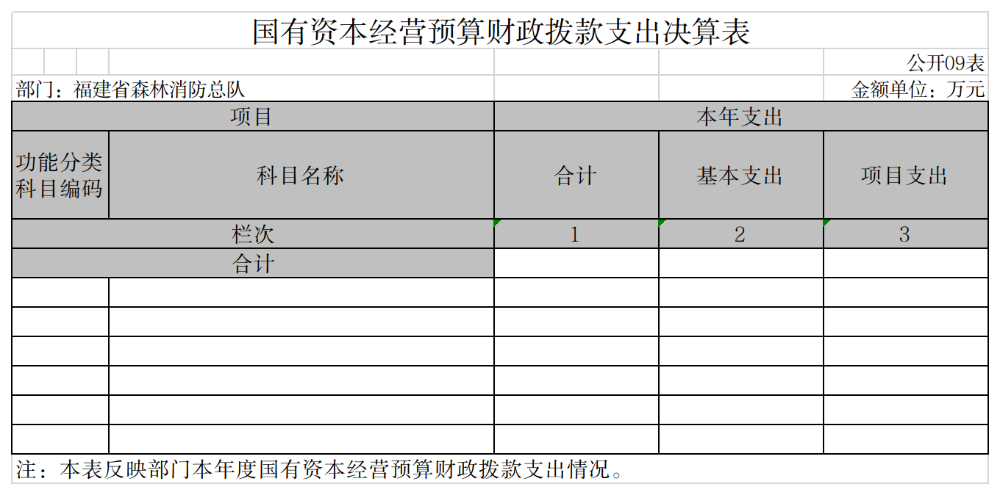 国有资本经营预算财政拨款支出决算表
公开09表
部门：福建省森林消防总队 金额单位：万元
项目 本年支出
功能分类
科目编码 科目名称 合计 基本支出 项目支出
栏次 1 2 3
合计
注：本表反映部门本年度国有资本经营预算财政拨款支出情况。